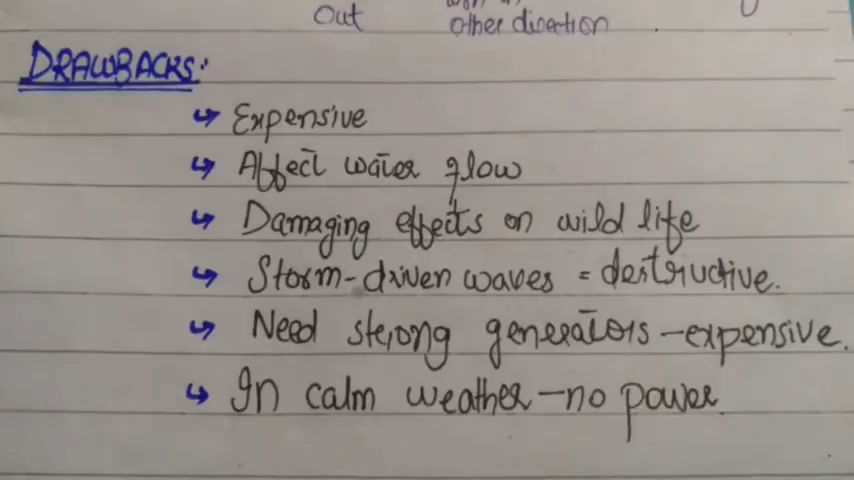 Out
other direction
DRAWBACKS:
↪ Expensive
↪ Affect water flow
↪ Damaging effects on wild life
↪ Storm-driven waves = destructive.
↪ Need strong generators - expensive.
↪ In calm weather - no power